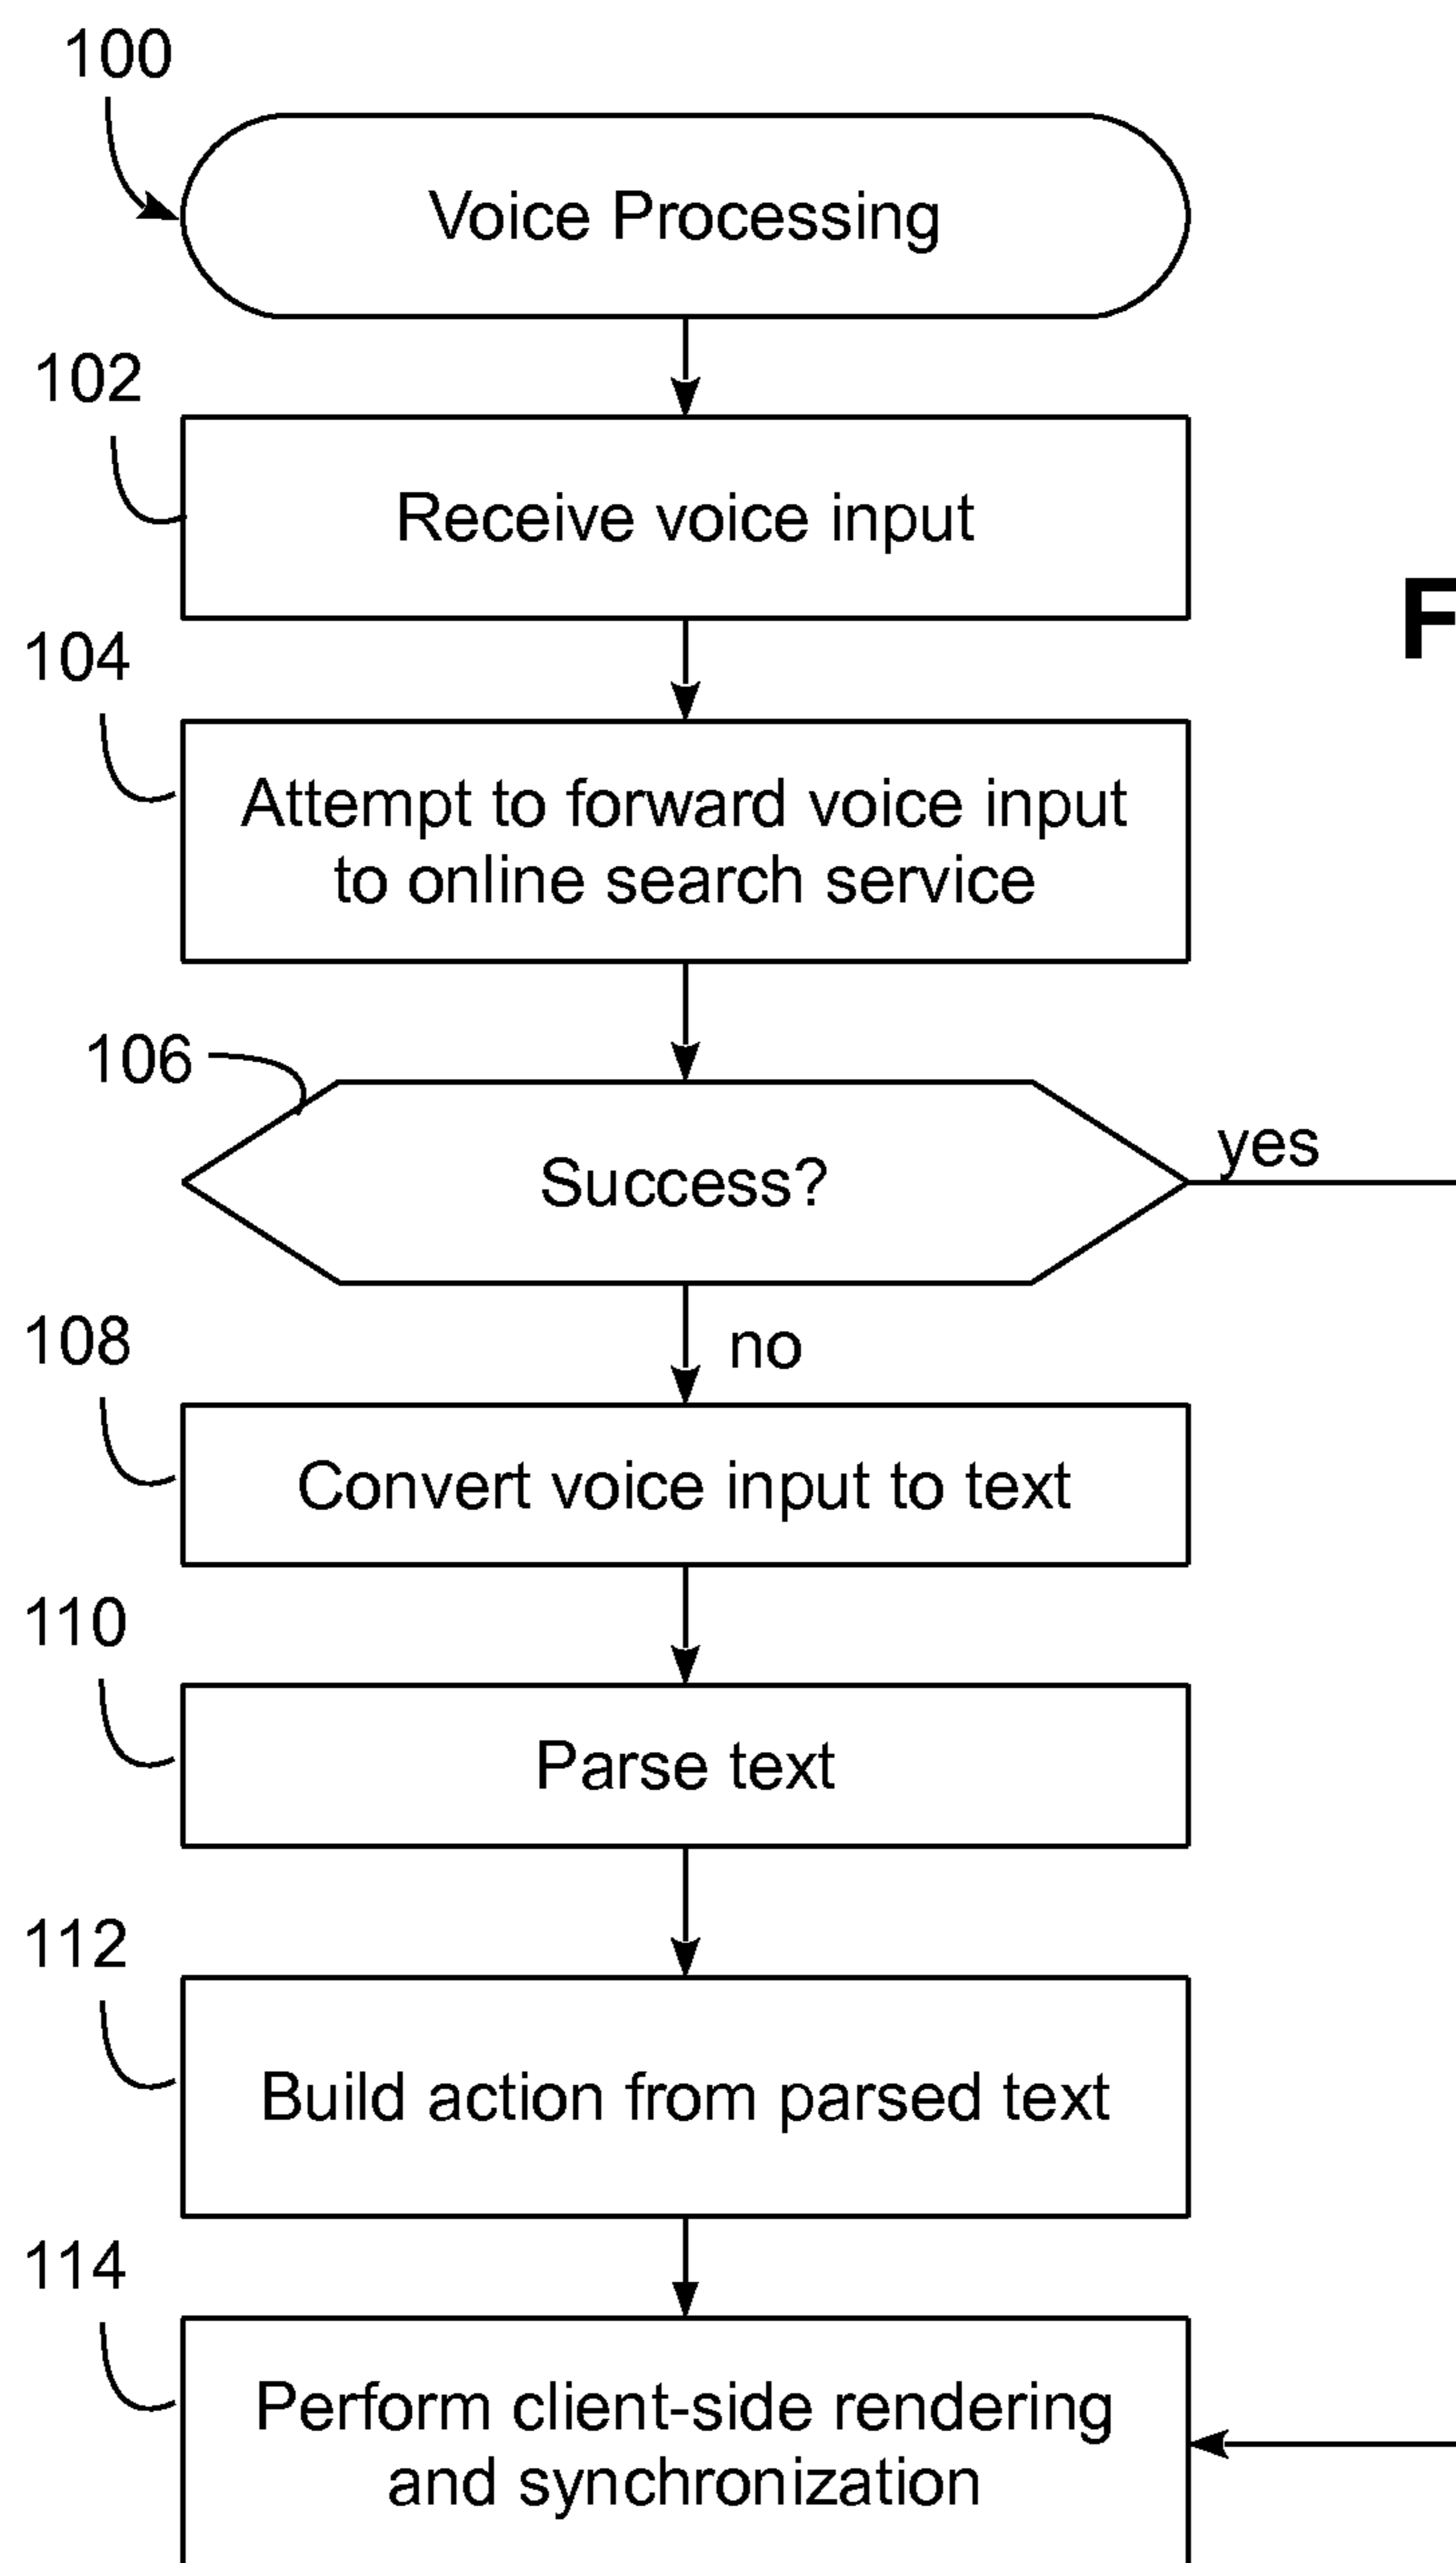 100
Voice Processing
102
Receive voice input
F
104
Attempt to forward voice input
to online search service
106
Success?
yes
no
108
Convert voice input to text
110
Parse text
112
Build action from parsed text
114
Perform client-side rendering
and synchronization